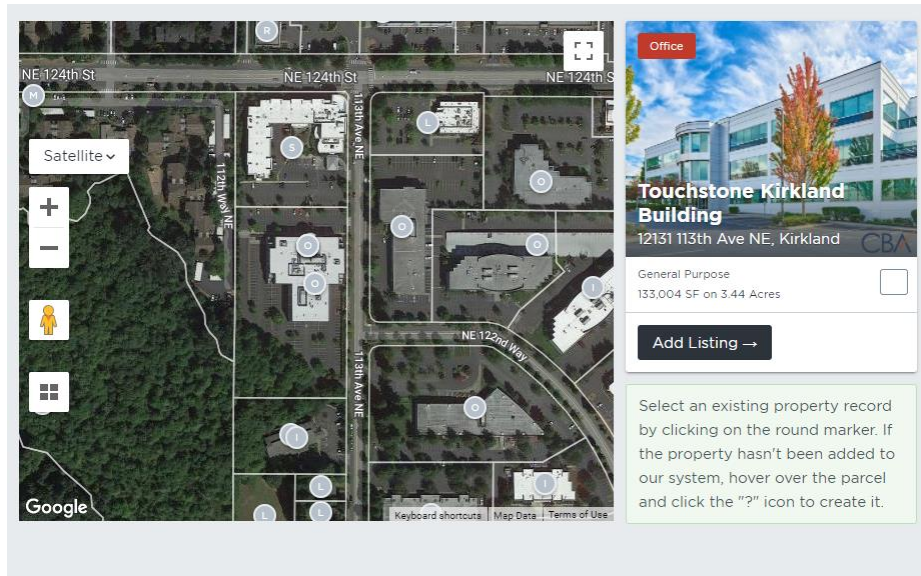 R
NE 124th St
NE 124th St
NE 124th S
M
L
Satellite
S
113th Ave NE
112th Way NE
O
O
O
O
O
I
NE 122nd Way
113th Ave NE
O
I
I
L
L
L
Google
Keyboard shortcuts
Map Data
Terms of Use
Office
Touchstone Kirkland
Building
12131 113th Ave NE, Kirkland
CBA
General Purpose
133,004 SF on 3.44 Acres
Add Listing →
Select an existing property record
by clicking on the round marker. If
the property hasn't been added to
our system, hover over the parcel
and click the "?" icon to create it.